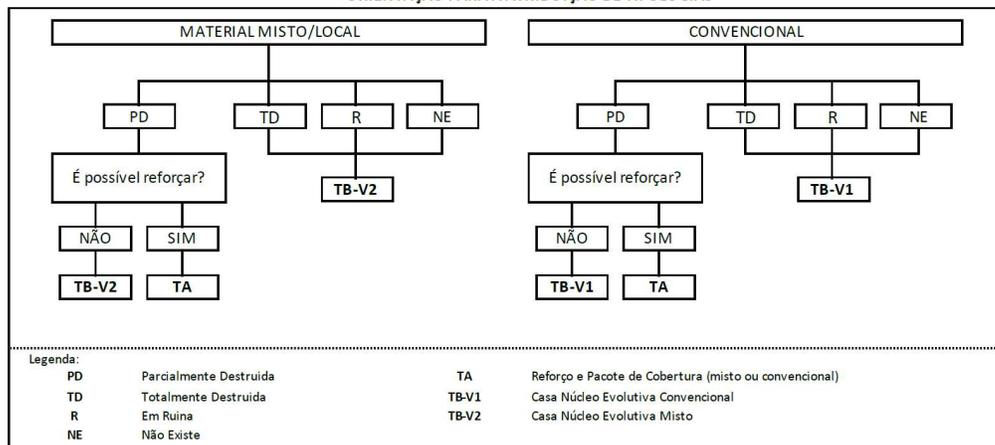 MATERIAL MISTO/LOCAL
CONVENCIONAL
PD
TD
R
NE
PD
TD
R
NE
É possível reforçar?
TB-V2
É possível reforçar?
TB-V1
NÃO
SIM
NÃO
SIM
TB-V2
TA
TB-V1
TA
Legenda:
PD Parcialmente Destruida
TA Reforço e Pacote de Cobertura (misto ou convencional)
TD Totalmente Destruida
TB-V1 Casa Núcleo Evolutiva Convencional
R Em Ruina
TB-V2 Casa Núcleo Evolutiva Misto
NE Não Existe